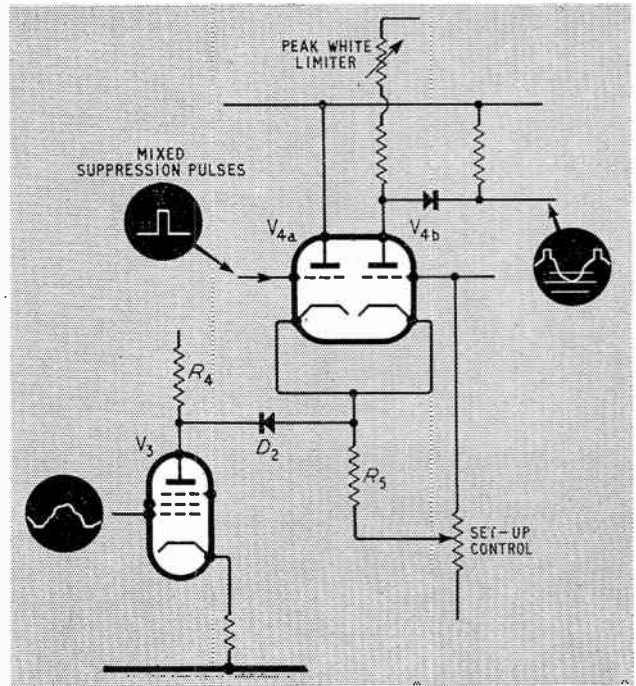 PEAK WHITE
LIMITER
MIXED
SUPPRESSION PULSES
V4a
V4b
R4
V3
D2
R5
SET-UP
CONTROL